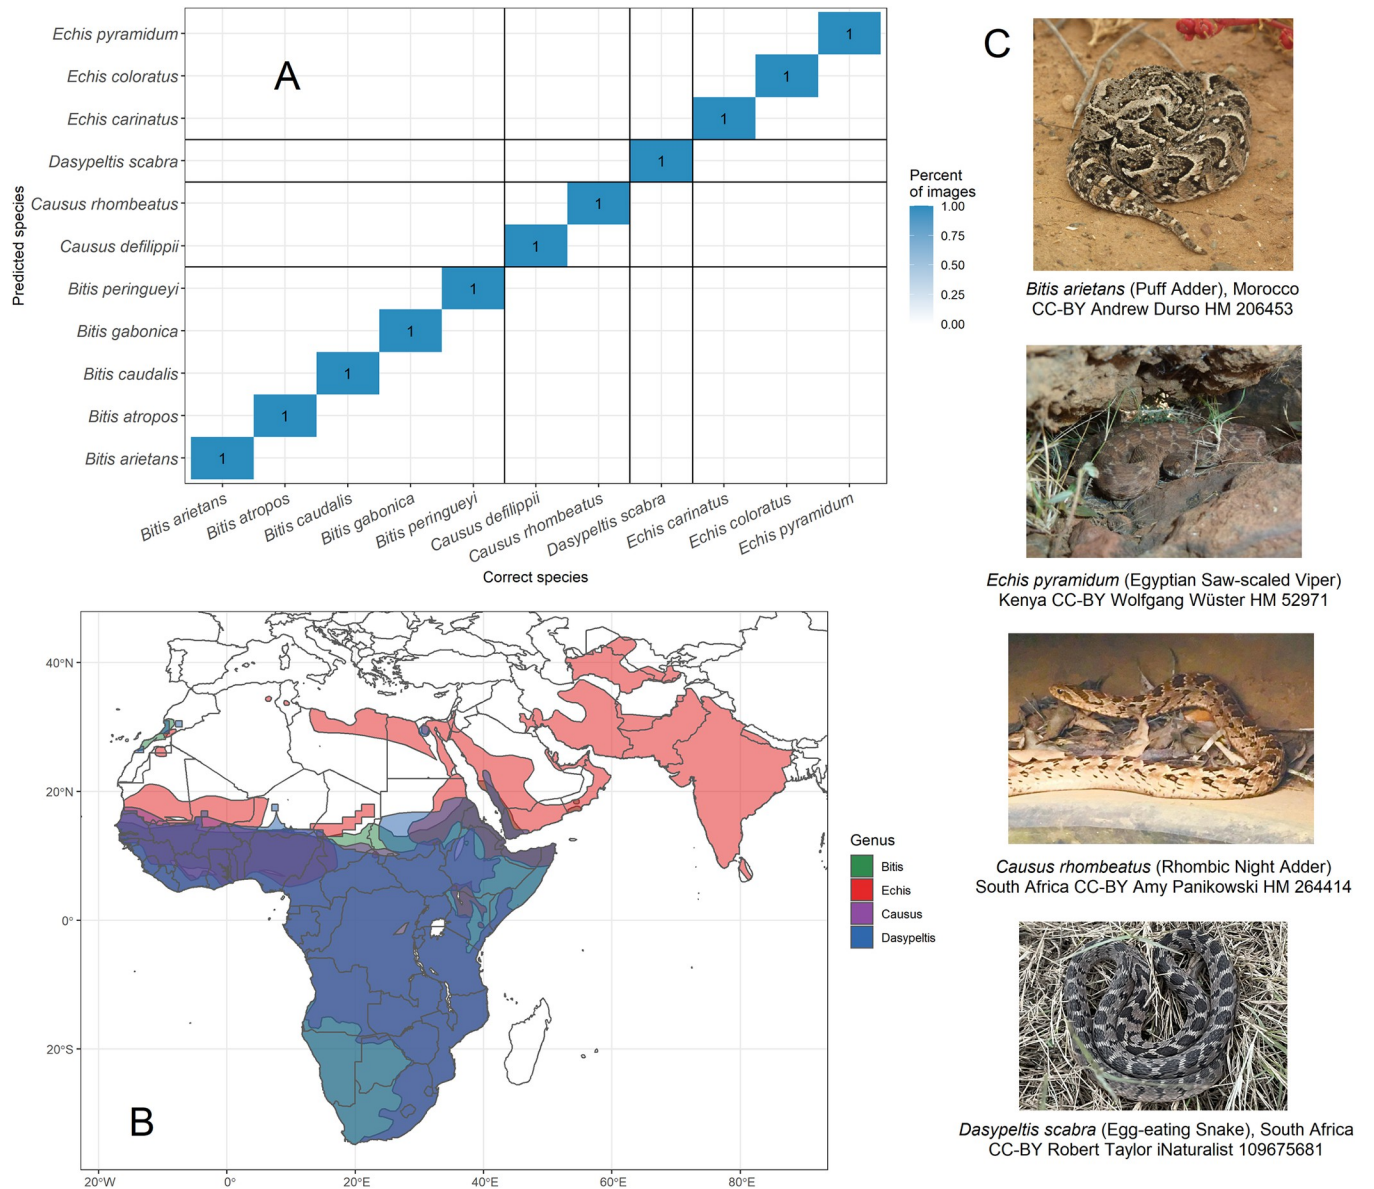 A
Predicted species
Echis pyramidum
Echis coloratus
Echis carinatus
Dasypeltis scabra
Causus rhombeatus
Causus defilippii
Bitis peringueyi
Bitis gabonica
Bitis caudalis
Bitis atropos
Bitis arietans
1
1
1
1
1
1
1
1
1
1
1
Bitis arietans
Bitis atropos
Bitis caudalis
Bitis gabonica
Bitis peringueyi
Causus defilippii
Causus rhombeatus
Dasypeltis scabra
Echis carinatus
Echis coloratus
Echis pyramidum
Correct species
Percent
of images
1.00
0.75
0.50
0.25
0.00
B
40°N
20°N
0°
20°S
20°W
0°
20°E
40°E
60°E
80°E
Genus
Bitis
Echis
Causus
Dasypeltis
C
Bitis arietans (Puff Adder), Morocco
CC-BY Andrew Durso HM 206453
Echis pyramidum (Egyptian Saw-scaled Viper)
Kenya CC-BY Wolfgang Wüster HM 52971
Causus rhombeatus (Rhombic Night Adder)
South Africa CC-BY Amy Panikowski HM 264414
Dasypeltis scabra (Egg-eating Snake), South Africa
CC-BY Robert Taylor iNaturalist 109675681